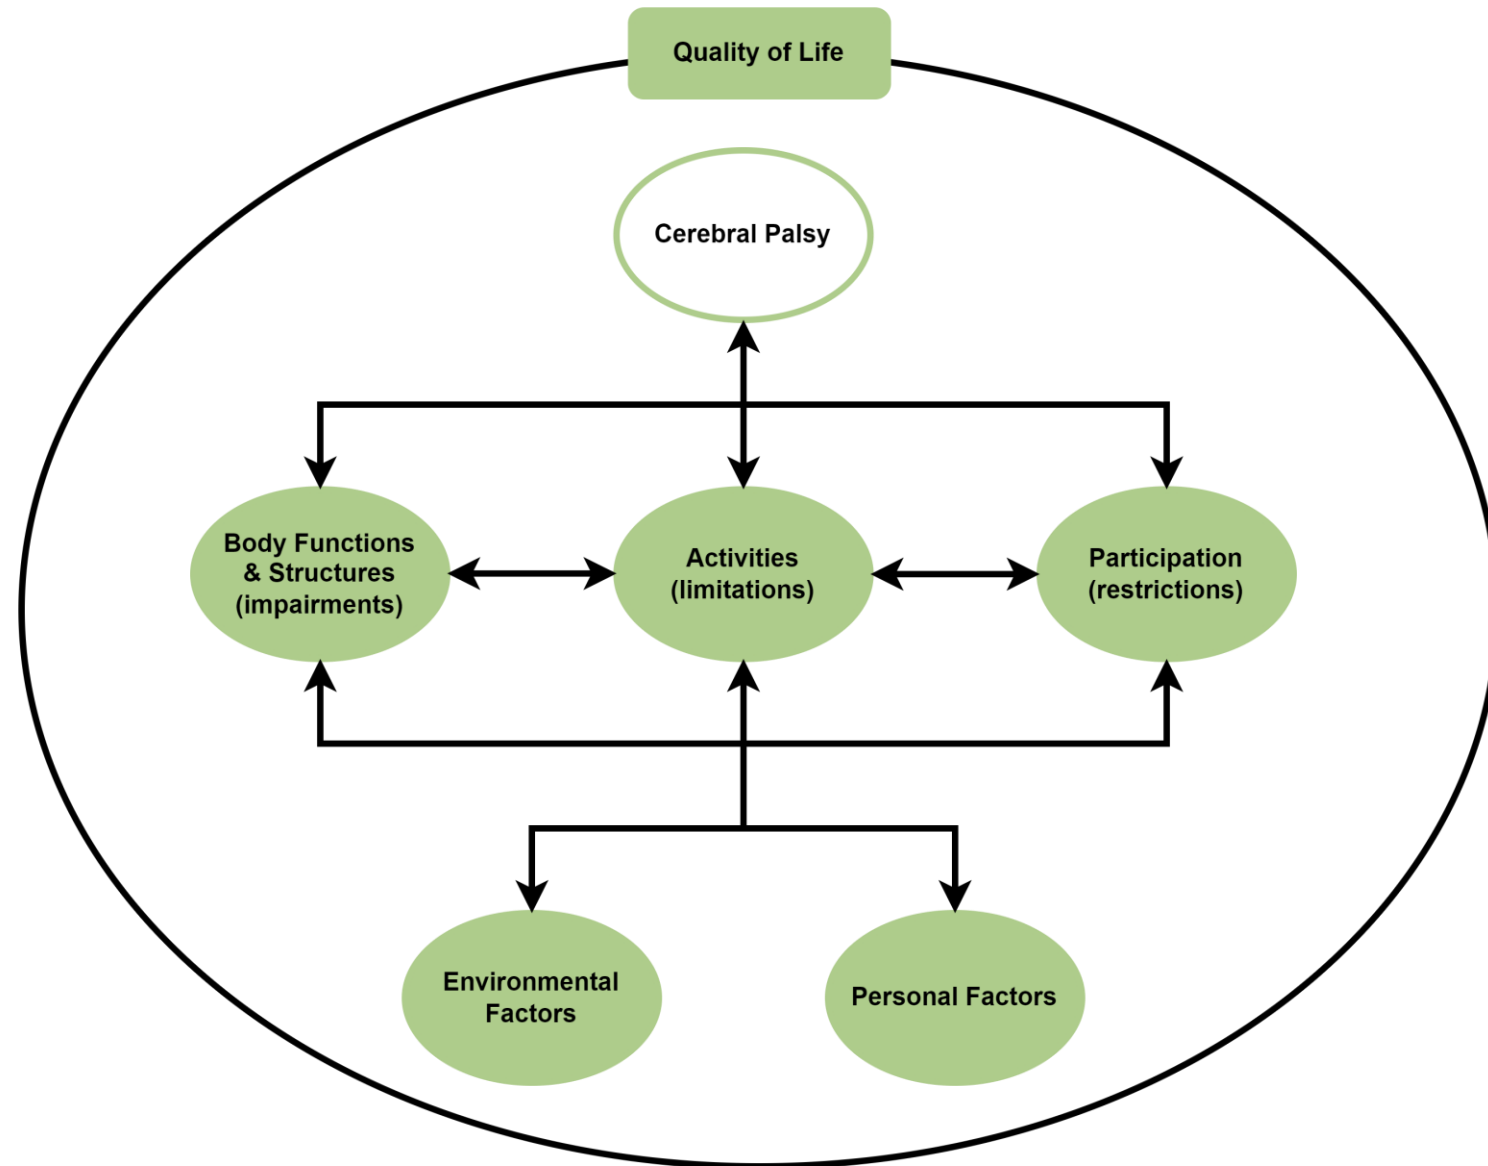 Quality of Life
Cerebral Palsy
Body Functions
& Structures
(impairments)
Activities
(limitations)
Participation
(restrictions)
Environmental
Factors
Personal Factors